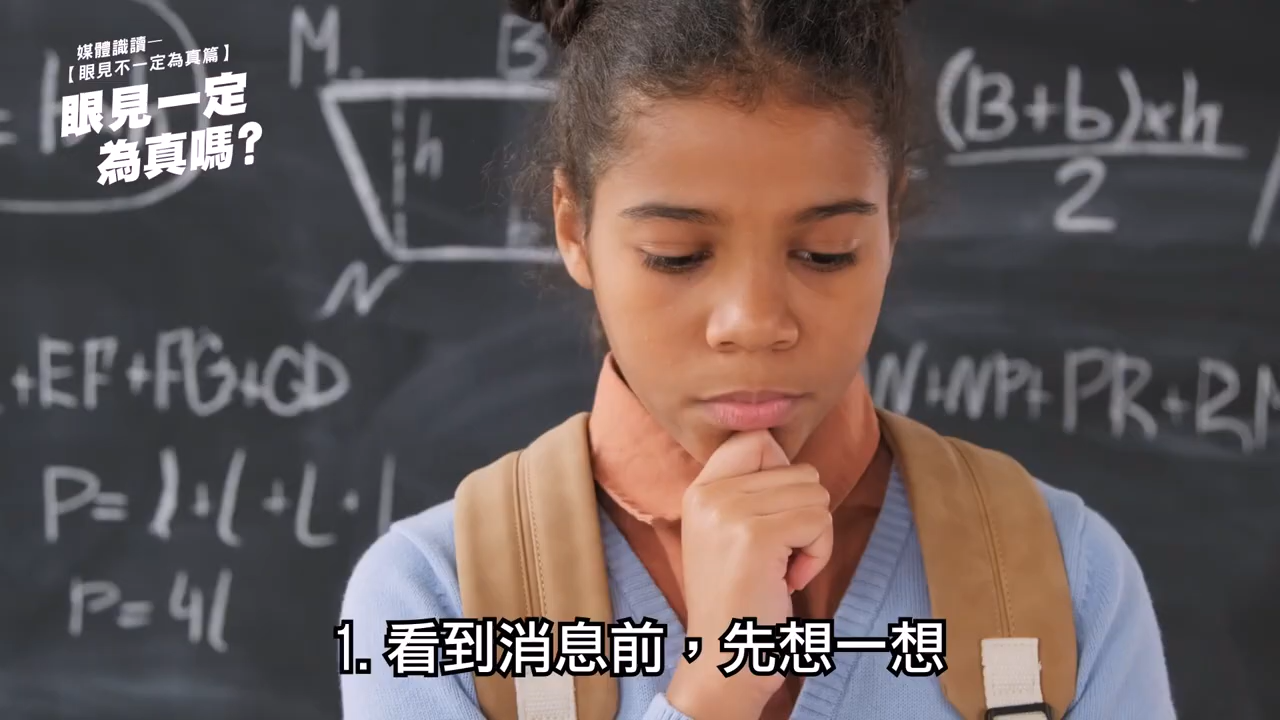 媒體識讀—
【眼見不一定為真篇】
眼見一定
為真嗎？
M.
B
h
(B+b)×h
2
N
+EF+FG+GD
N+NP+PR+RM
P=l+l+l+l
P=4l
1. 看到消息前，先想一想